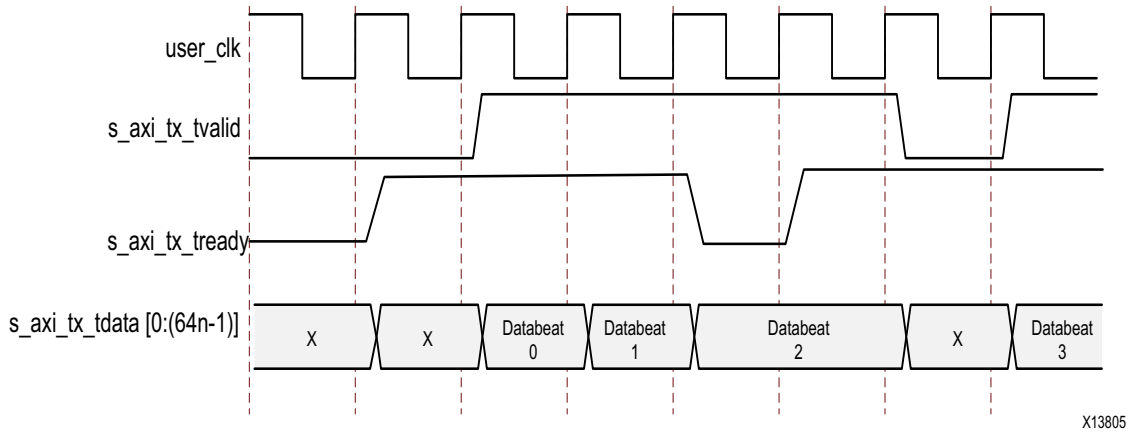 user_clk
s_axi_tx_tvalid
s_axi_tx_tready
s_axi_tx_tdata [0:(64n-1)]
X
X
Databeat
0
Databeat
1
Databeat
2
X
Databeat
3
X13805